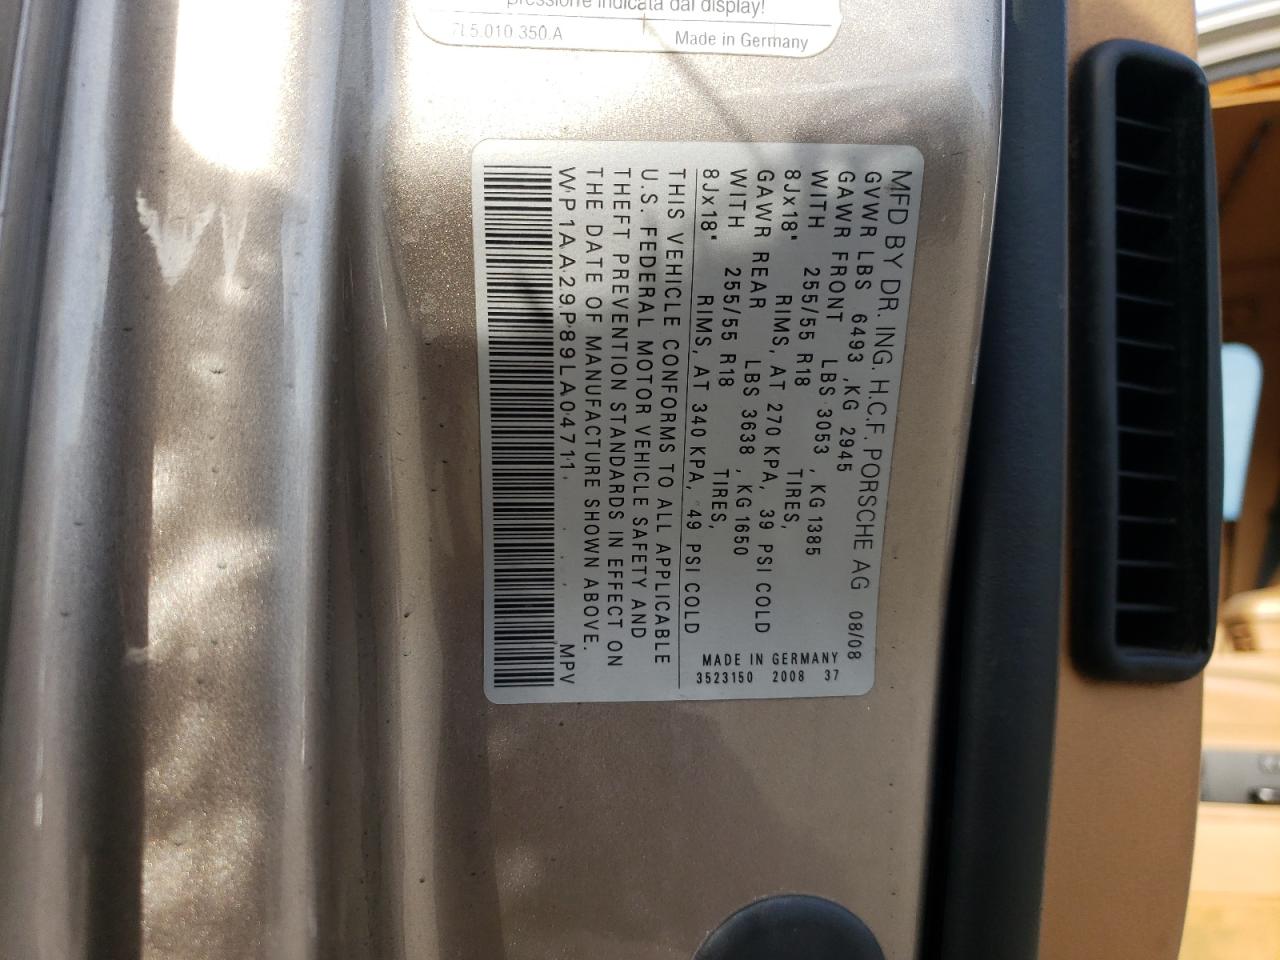 pressione indicata dal display!
7L5.010.350.A Made in Germany
MFD BY DR. ING. H.C.F. PORSCHE AG 08/08
GVWR LBS 6493 ,KG 2945
GAWR FRONT LBS 3053 , KG 1385
WITH 255/55 R18 TIRES,
8Jx18" RIMS, AT 270 KPA, 39 PSI COLD
GAWR REAR LBS 3638 , KG 1650
WITH 255/55 R18 TIRES,
8Jx18" RIMS, AT 340 KPA, 49 PSI COLD
MADE IN GERMANY
3523150 2008 37
THIS VEHICLE CONFORMS TO ALL APPLICABLE
U.S. FEDERAL MOTOR VEHICLE SAFETY AND
THEFT PREVENTION STANDARDS IN EFFECT ON
THE DATE OF MANUFACTURE SHOWN ABOVE.
WP1AA29P89LA04711 MPV